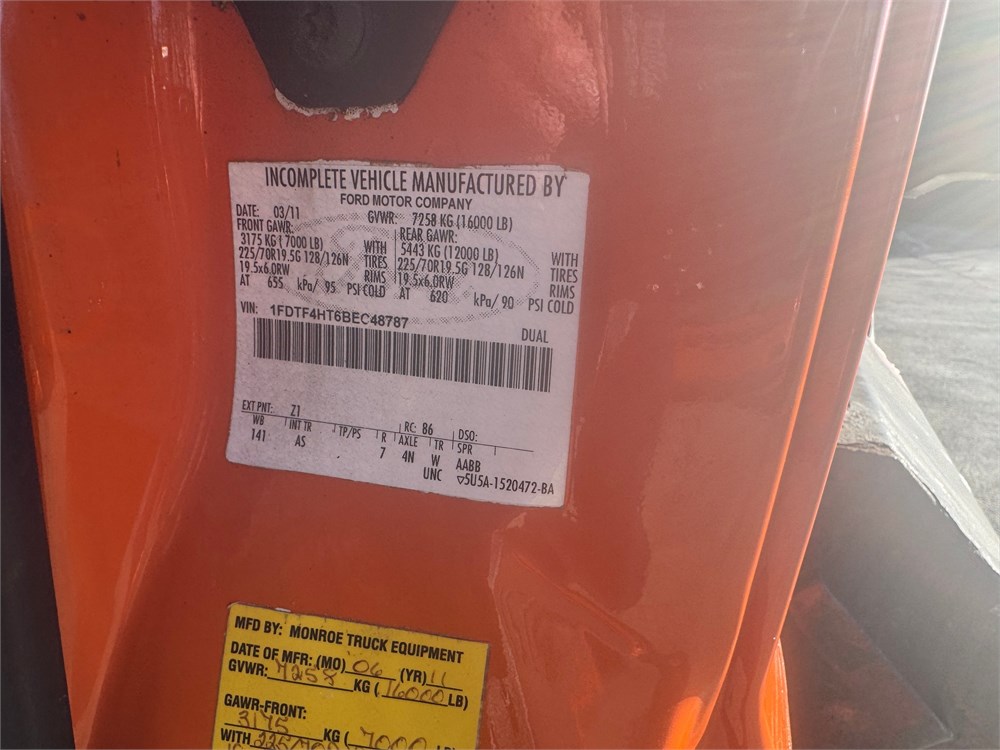 INCOMPLETE VEHICLE MANUFACTURED BY
FORD MOTOR COMPANY
DATE: 03/11 GVWR: 7258 KG (16000 LB)
FRONT GAWR: REAR GAWR:
3175 KG (7000 LB) WITH 5443 KG (12000 LB) WITH
225/70R19.5G 128/126N TIRES 225/70R19.5G 128/126N TIRES
19.5x6.0RW RIMS 19.5x6.0RW RIMS
AT 655 kPa/ 95 PSI COLD AT 620 kPa/ 90 PSI COLD
VIN: 1FDTF4HT6BEC48787
DUAL
EXT PNT: Z1 RC: 86 DSO:
WB INT TR TP/PS R AXLE TR SPR
141 AS 7 4N W AABB
UNC ▽5U5A-1520472-BA
MFD BY: MONROE TRUCK EQUIPMENT
DATE OF MFR: (MO) 06 (YR) 11
GVWR: 7258 KG (16000 LB)
GAWR-FRONT:
3175 KG ( 7000
WITH 225/70R